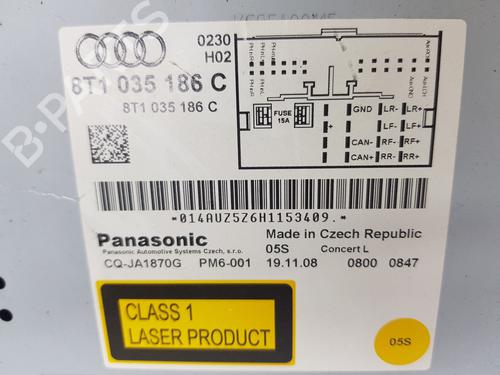 0230
H02
8T1 035 186 C
8T1 035 186 C
FUSE
15A
+
GND
LR- LR+
LF- LF+
CAN- RF- RF+
CAN+ RR- RR+
*014AUZ5Z6H1153409.*
Panasonic
Made in Czech Republic
Panasonic Automotive Systems Czech, s.r.o.
05S
Concert L
CQ-JA1870G
PM6-001
19.11.08
0800
0847
CLASS 1
LASER PRODUCT
05S
B-PARTS